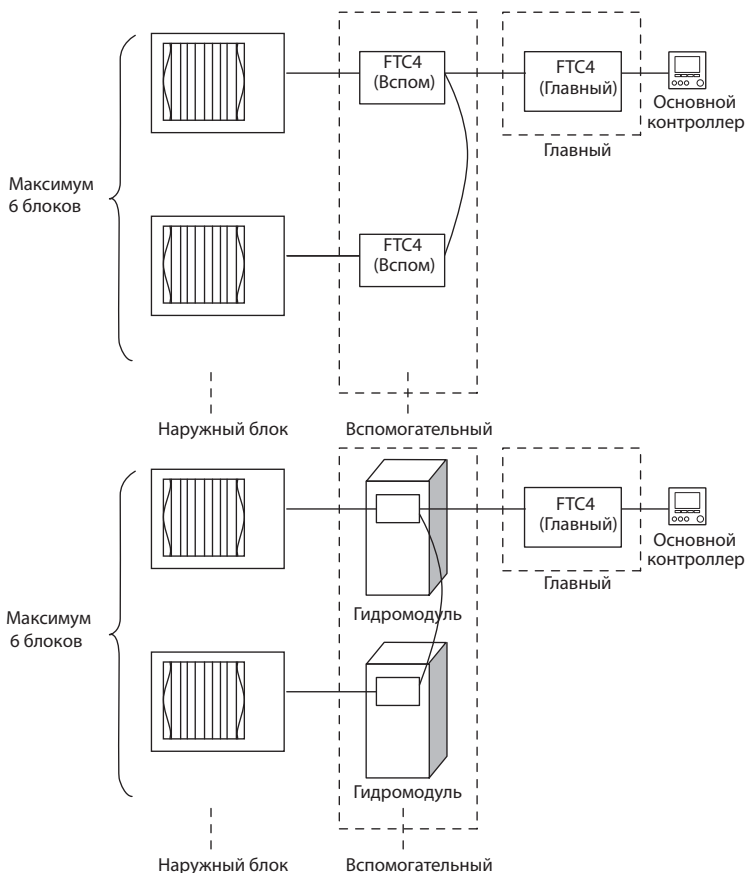 FTC4
(Вспом)
FTC4
(Главный)
Основной
контроллер
Главный
Максимум
6 блоков
FTC4
(Вспом)
Наружный блок
Вспомогательный
FTC4
(Главный)
Основной
контроллер
Главный
Гидромодуль
Максимум
6 блоков
Гидромодуль
Наружный блок
Вспомогательный